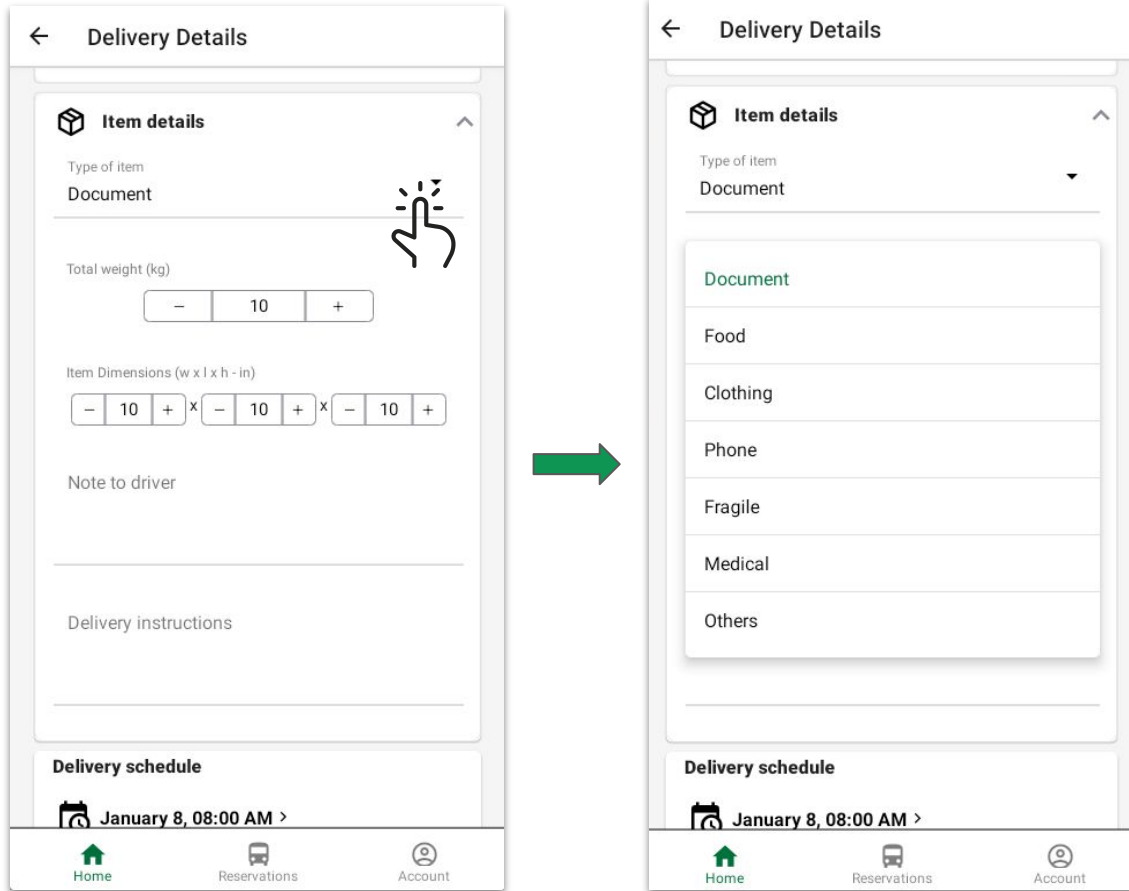 Delivery Details
Item details
Type of item
Document
Total weight (kg)
− 10 +
Item Dimensions (w x l x h - in)
− 10 + x − 10 + x − 10 +
Note to driver
Delivery instructions
Delivery schedule
January 8, 08:00 AM >
Home Reservations Account
Delivery Details
Item details
Type of item
Document
Document
Food
Clothing
Phone
Fragile
Medical
Others
Delivery schedule
January 8, 08:00 AM >
Home Reservations Account